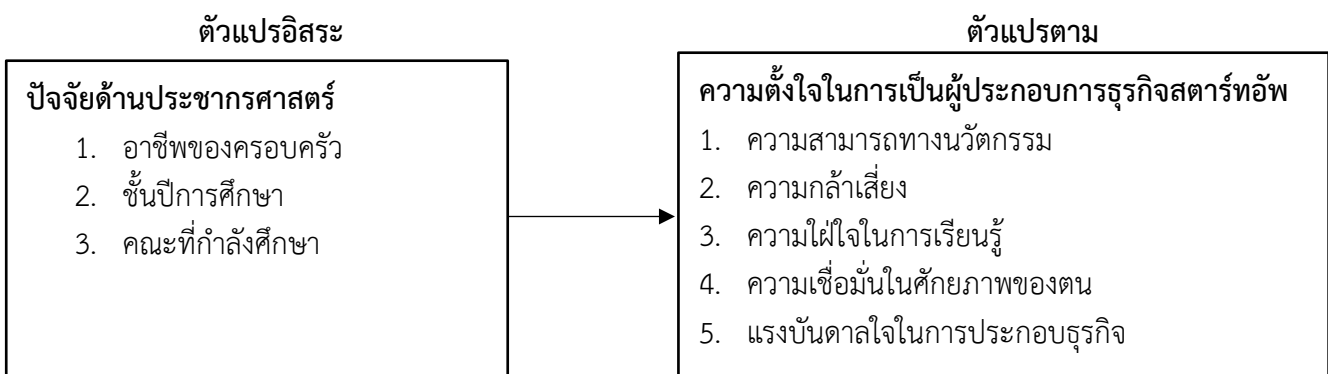 ตัวแปรอิสระ
ปัจจัยด้านประชากรศาสตร์
1. อาชีพของครอบครัว
2. ชั้นปีการศึกษา
3. คณะที่กำลังศึกษา
ตัวแปรตาม
ความตั้งใจในการเป็นผู้ประกอบการธุรกิจสตาร์ทอัพ
1. ความสามารถทางนวัตกรรม
2. ความกล้าเสี่ยง
3. ความใฝ่ใจในการเรียนรู้
4. ความเชื่อมั่นในศักยภาพของตน
5. แรงบันดาลใจในการประกอบธุรกิจ